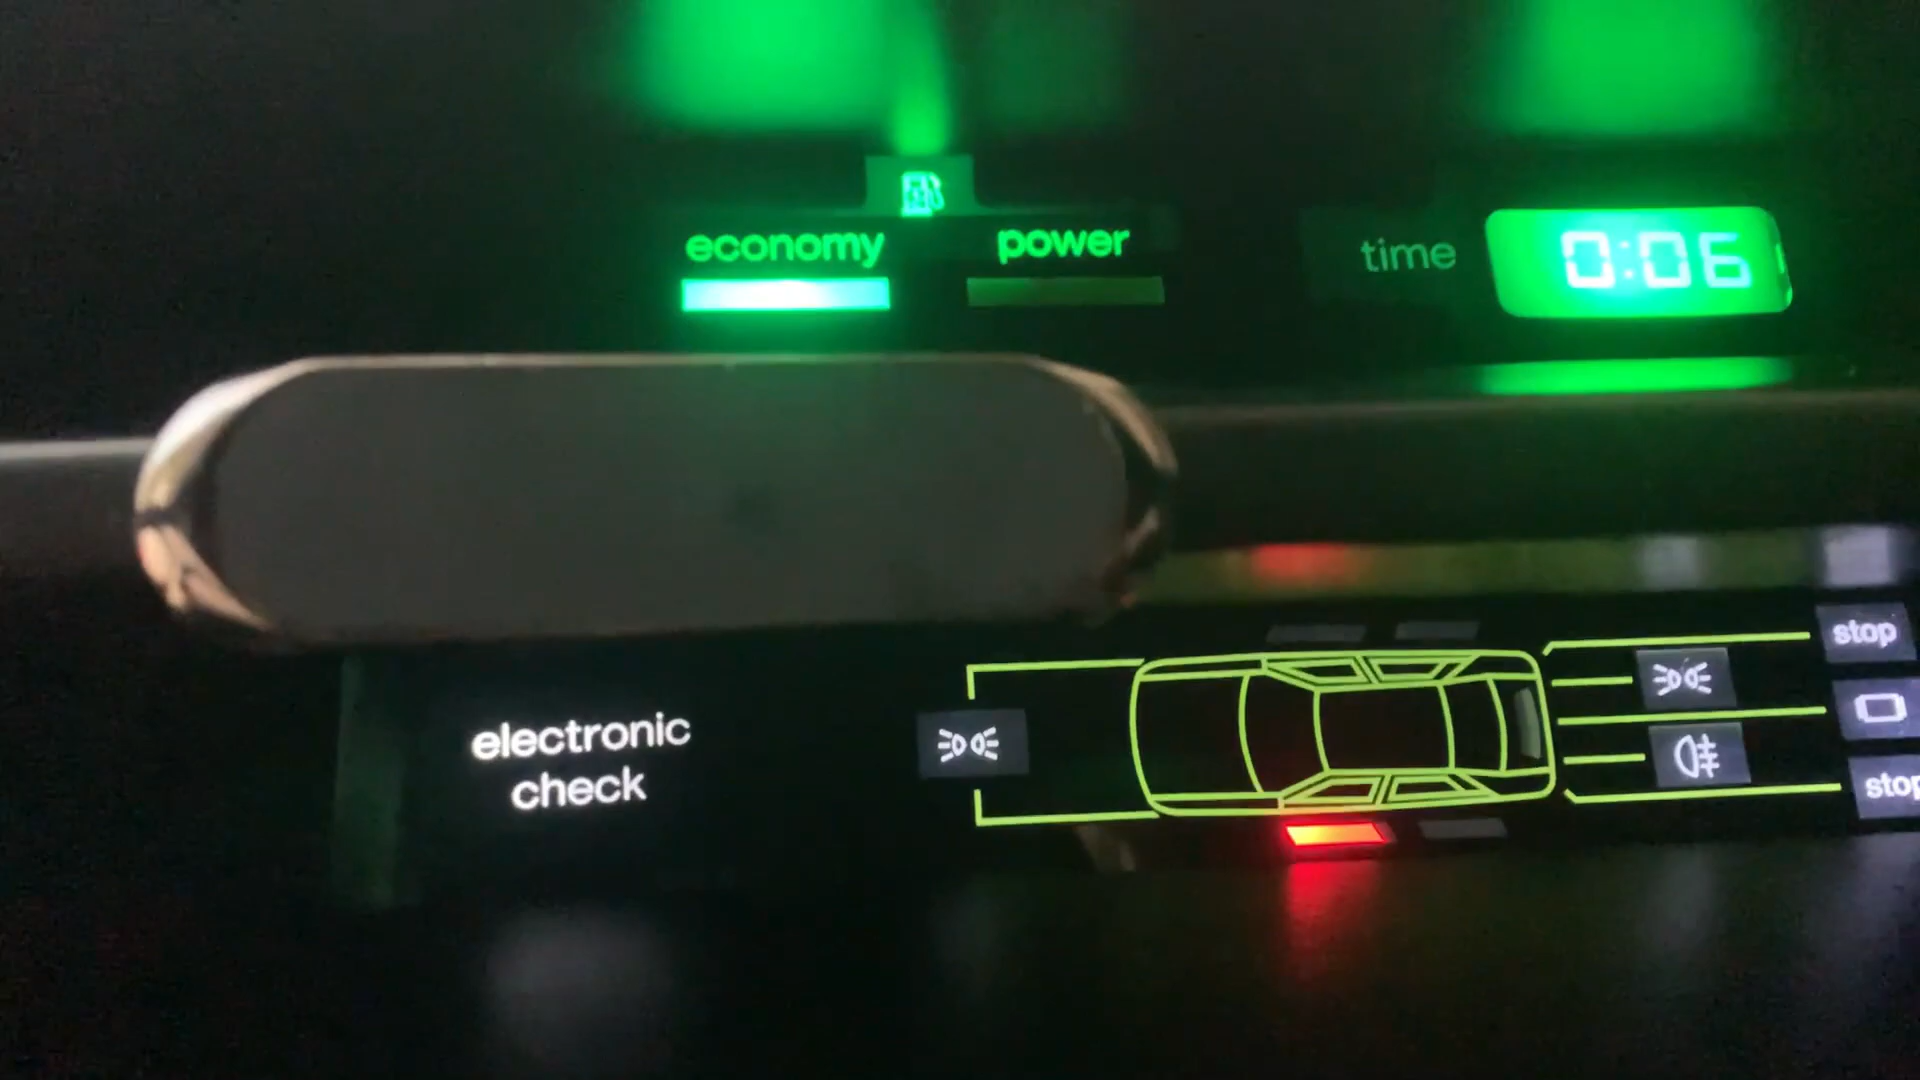 economy power
time 0:06
stop
electronic
check
stop